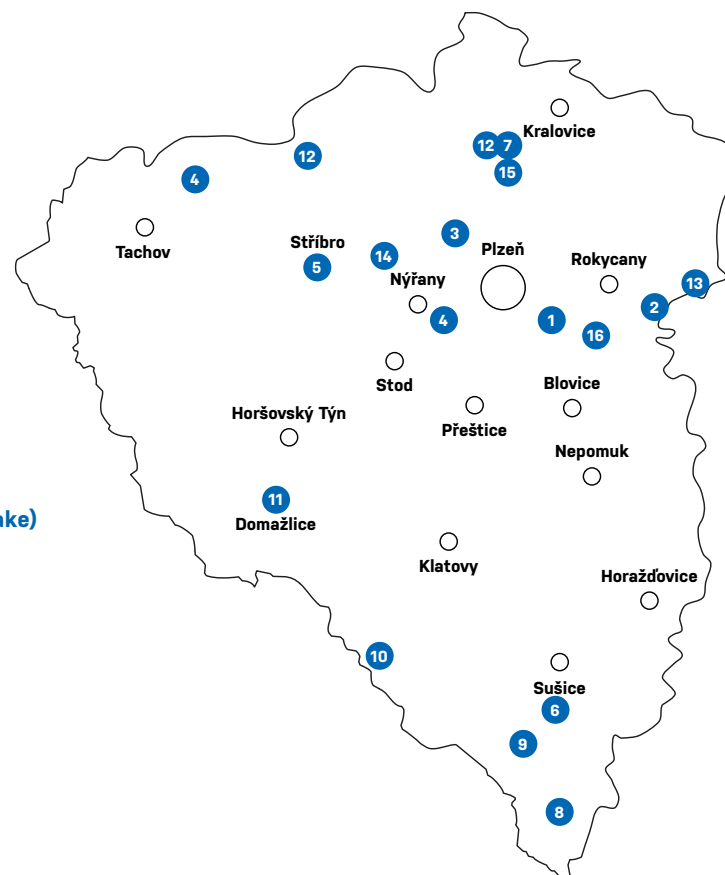 Kralovice
12
7
12
15
4
Tachov
3
Stříbro
14
Plzeň
5
Rokycany
13
Nýřany
2
4
1
16
Stod
Blovice
Přeštice
Horšovský Týn
Nepomuk
11
ake)
Domažlice
Klatovy
Horažďovice
10
Sušice
6
9
8